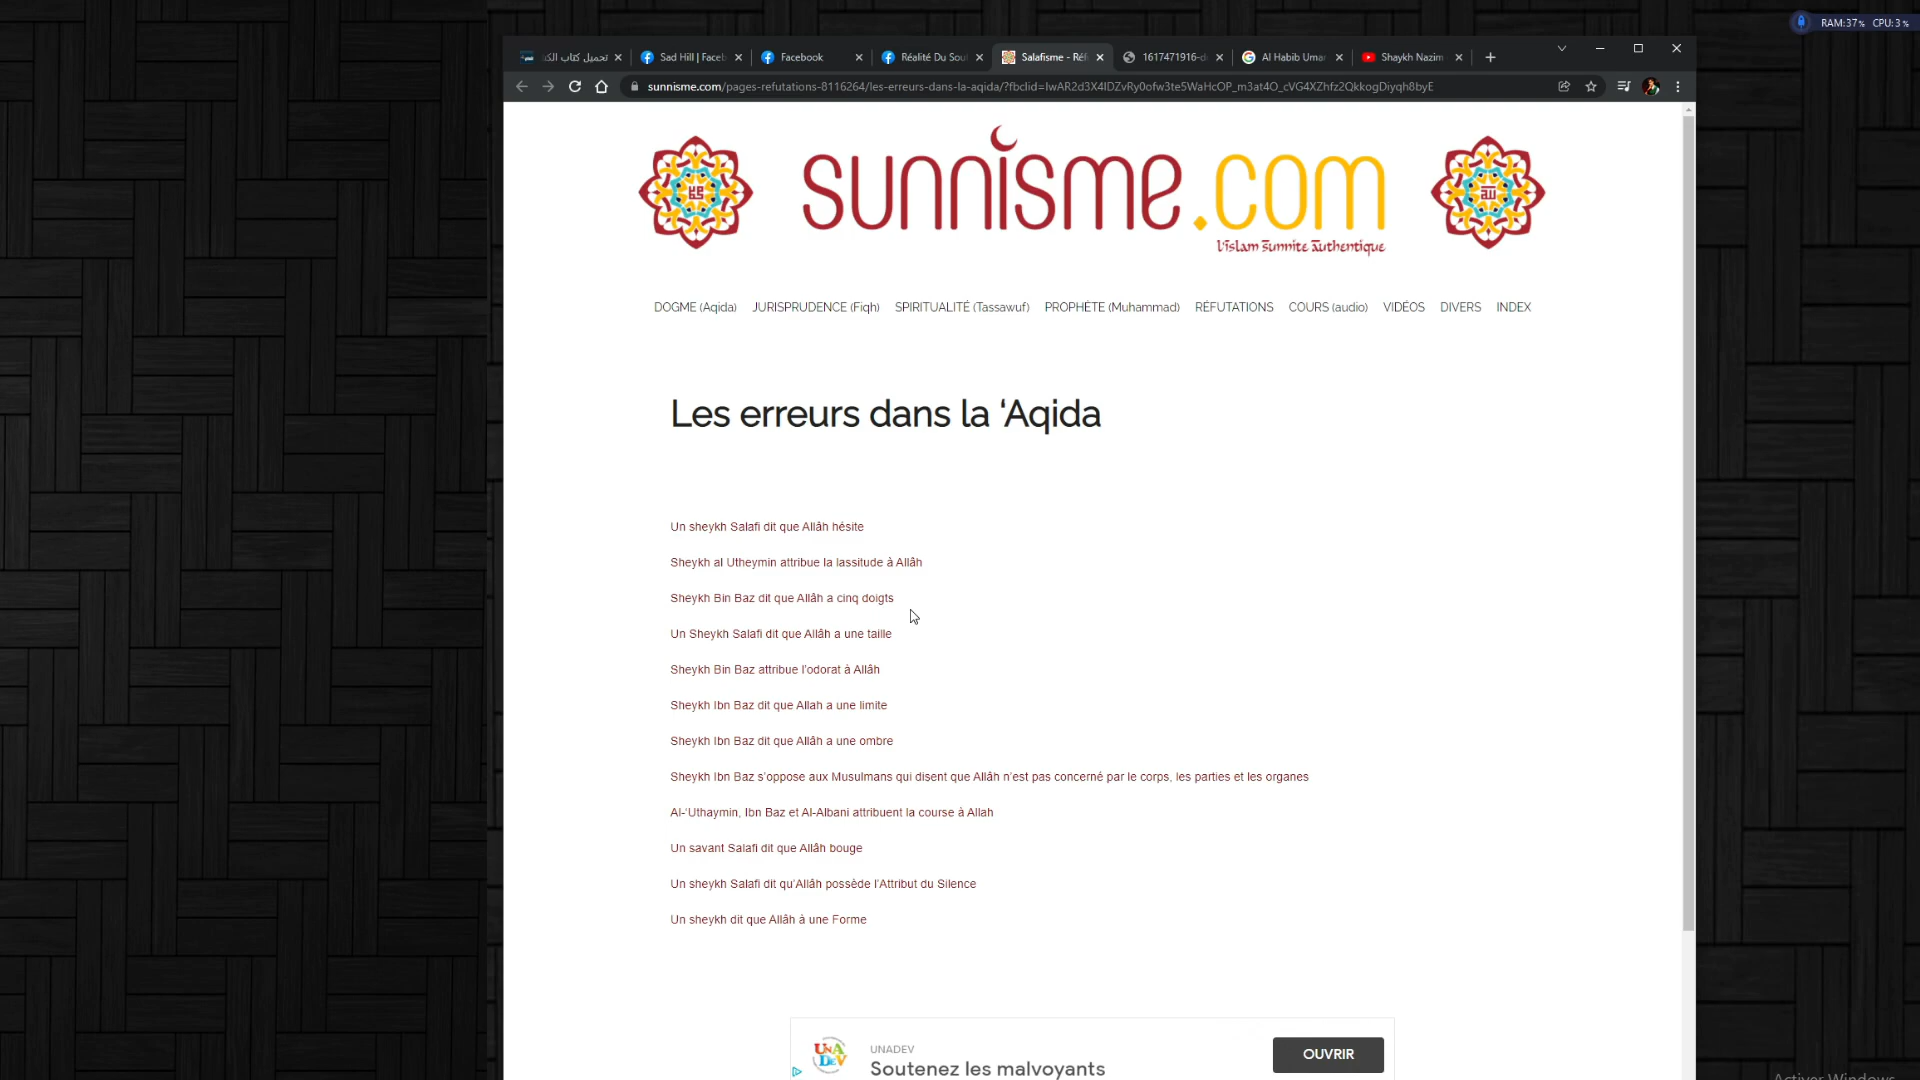 RAM:37% CPU:3%
تحميل كتاب الكـ
Sad Hill | Faceb
Facebook
Réalité Du Souf
Salafisme - Réf
1617471916-d
Al Habib Umar
Shaykh Nazim
sunnisme.com/pages-refutations-8116264/les-erreurs-dans-la-aqida/?fbclid=IwAR2d3X4IDZvRy0ofw3te5WaHcOP_m3at4O_cVG4XZhfz2QkkogDiyqh8byE
sunnisme.com
l'islam sunnite authentique
DOGME (Aqida) JURISPRUDENCE (Fiqh) SPIRITUALITÉ (Tassawuf) PROPHÈTE (Muhammad) RÉFUTATIONS COURS (audio) VIDÉOS DIVERS INDEX
Les erreurs dans la ‘Aqida
Un sheykh Salafi dit que Allâh hésite
Sheykh al Utheymin attribue la lassitude à Allâh
Sheykh Bin Baz dit que Allâh a cinq doigts
Un Sheykh Salafi dit que Allâh a une taille
Sheykh Bin Baz attribue l’odorat à Allâh
Sheykh Ibn Baz dit que Allah a une limite
Sheykh Ibn Baz dit que Allâh a une ombre
Sheykh Ibn Baz s’oppose aux Musulmans qui disent que Allâh n’est pas concerné par le corps, les parties et les organes
Al-‘Uthaymin, Ibn Baz et Al-Albani attribuent la course à Allah
Un savant Salafi dit que Allâh bouge
Un sheykh Salafi dit qu’Allâh possède l’Attribut du Silence
Un sheykh dit que Allâh à une Forme
UNADEV
Soutenez les malvoyants
OUVRIR
Activer Windows